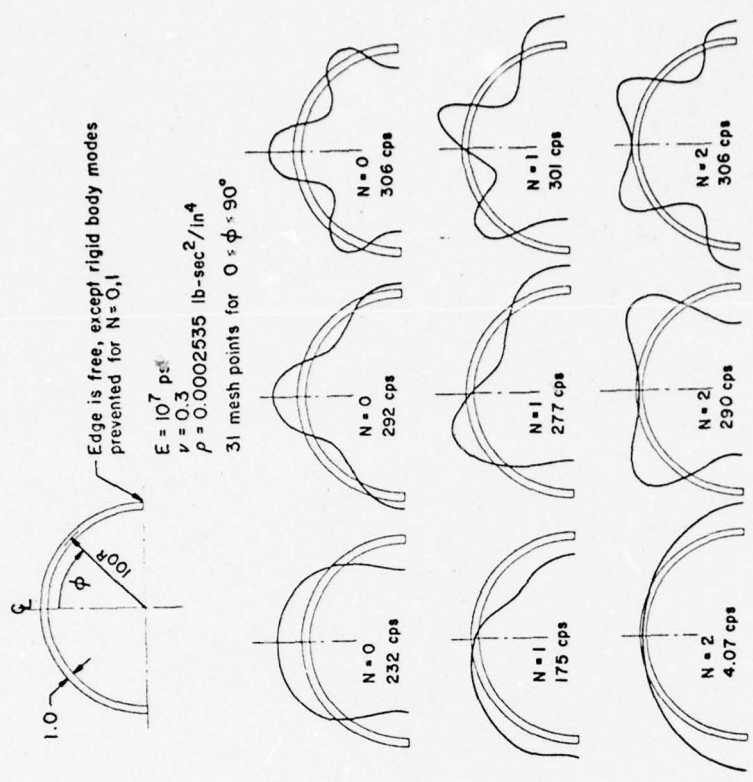 ℄
1.0
ϕ
100R
Edge is free, except rigid body modes
prevented for N=0,1
E = 10⁷ psi
ν = 0.3
ρ = 0.0002535 lb-sec²/in⁴
31 mesh points for 0 ≤ ϕ ≤ 90°
N=0
232 cps
N=0
292 cps
N=0
306 cps
N=1
175 cps
N=1
277 cps
N=1
301 cps
N=2
4.07 cps
N=2
290 cps
N=2
306 cps